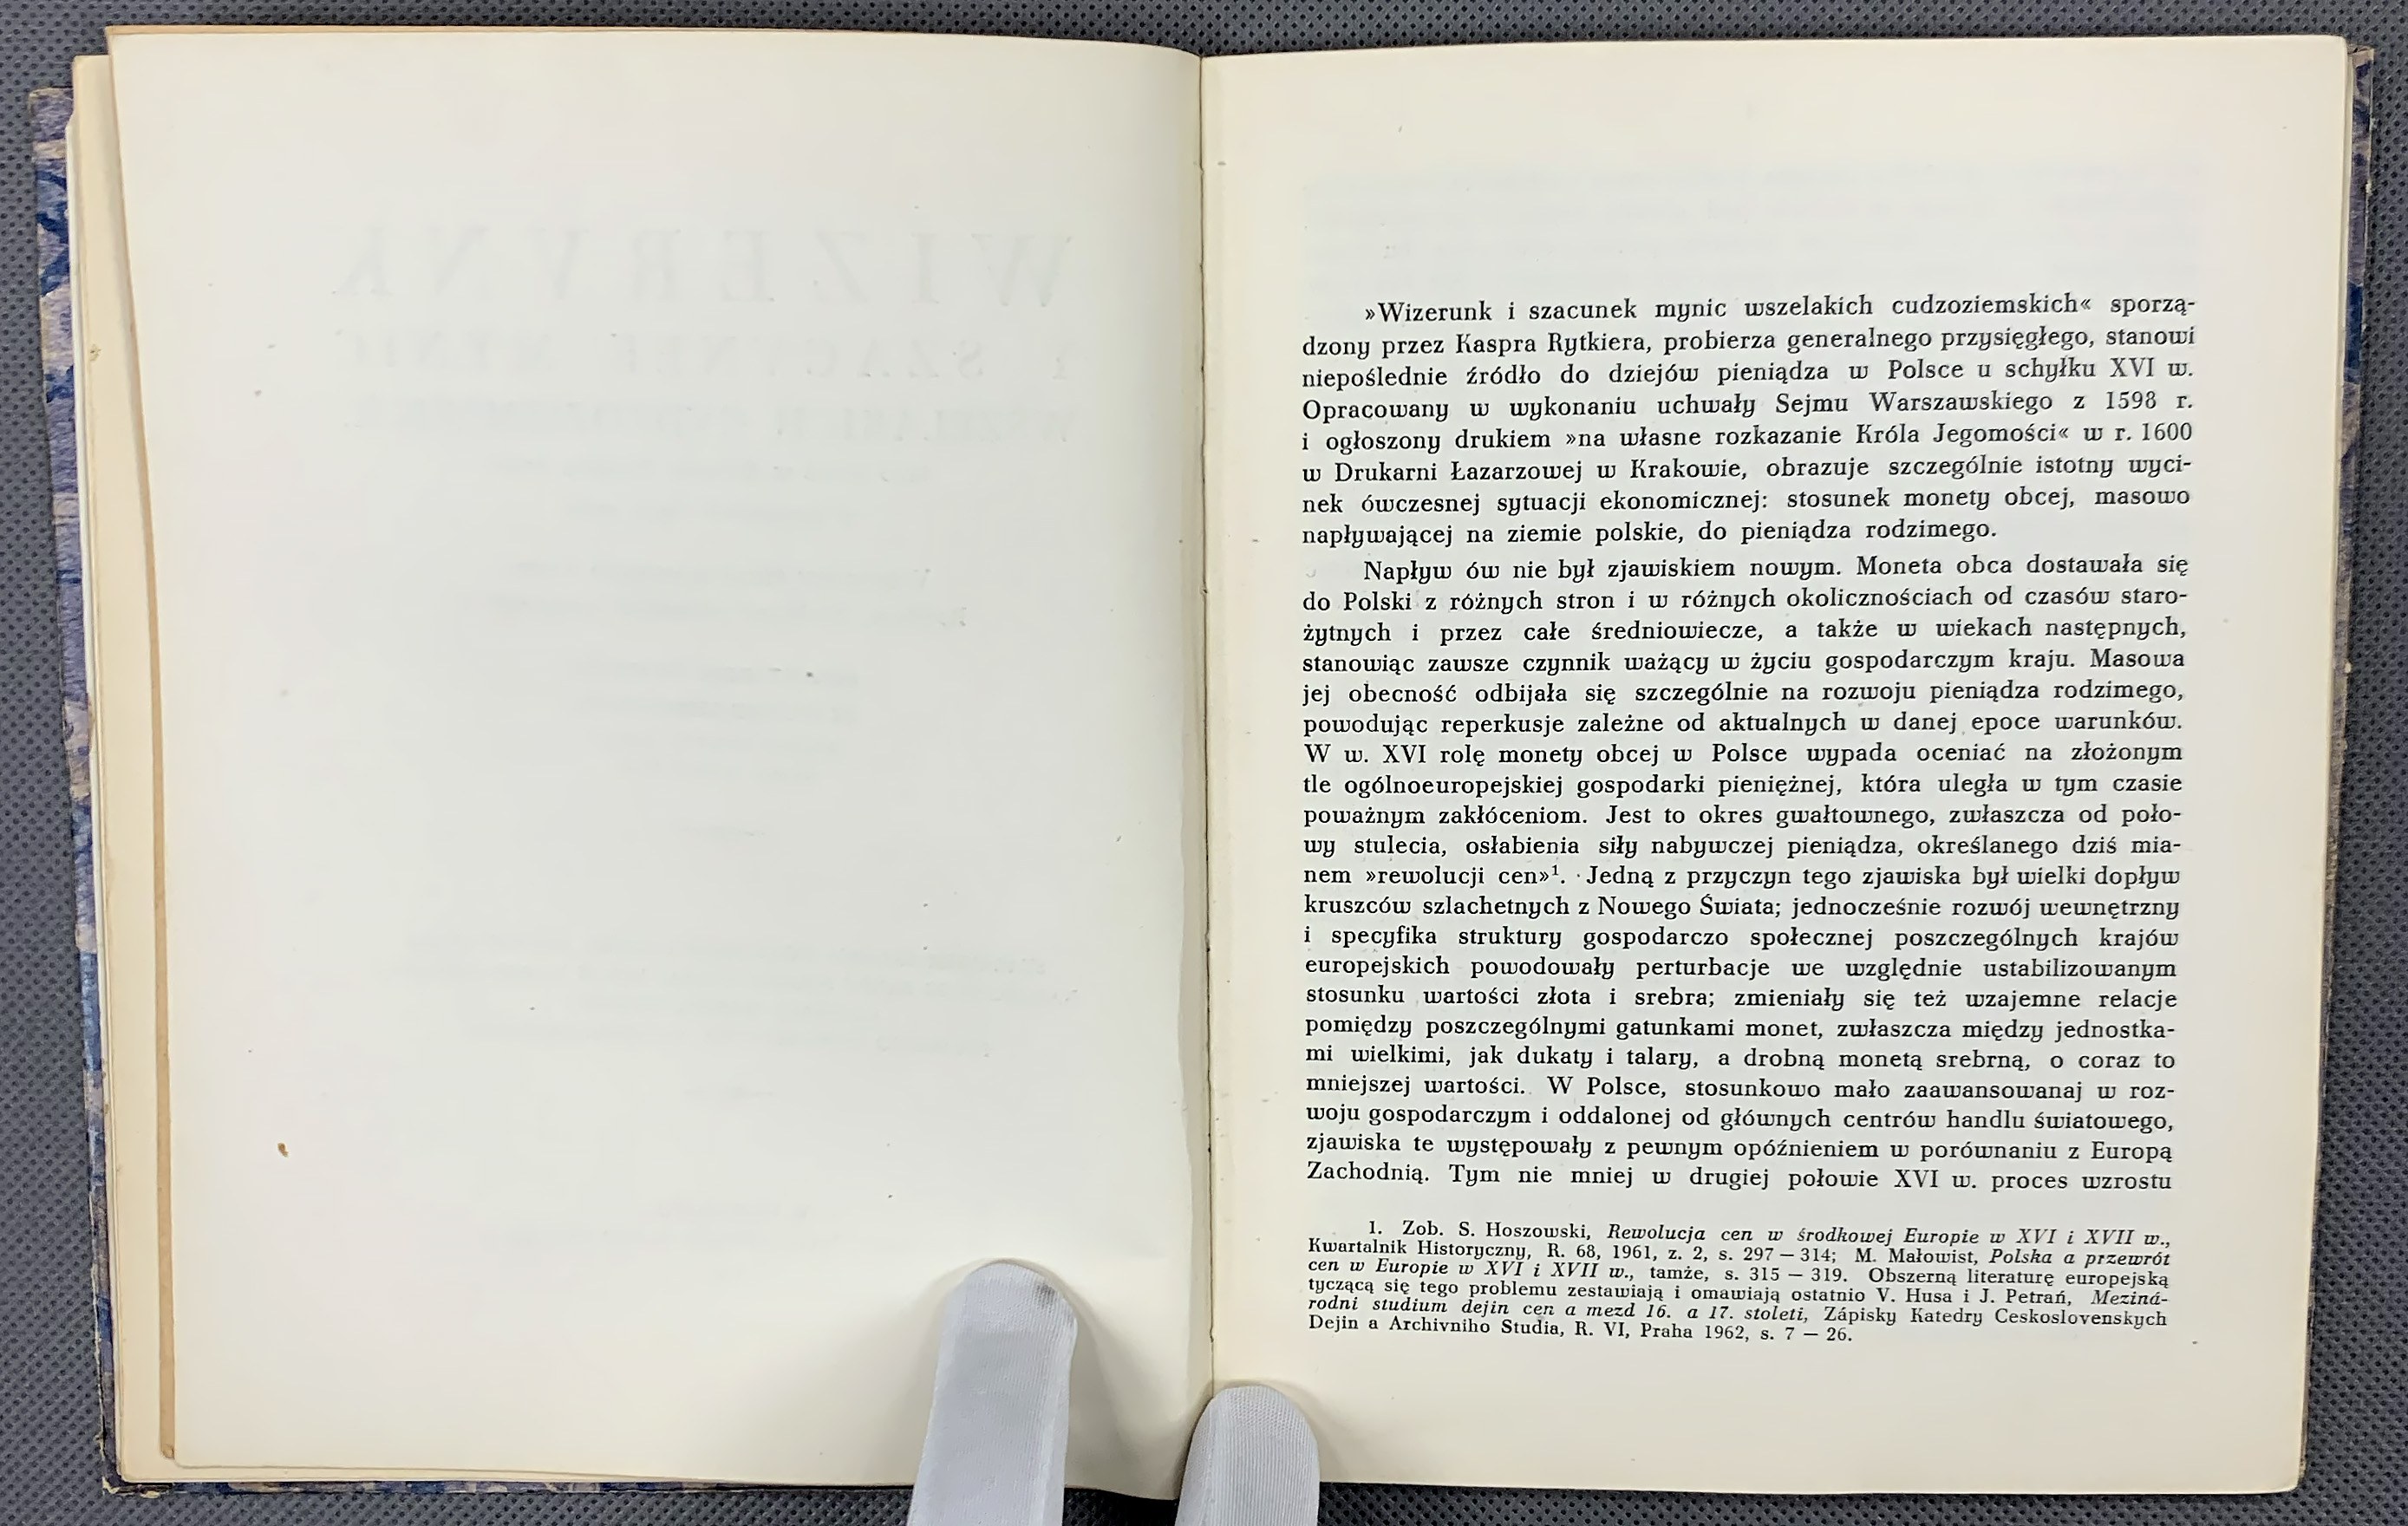 WIZERVNK
»Wizerunk i szacunek mynic wszelakich cudzoziemskich« sporzą-
dzony przez Kaspra Rytkiera, probierza generalnego przysięgłego, stanowi
niepoślednie źródło do dziejów pieniądza w Polsce u schyłku XVI w.
Opracowany w wykonaniu uchwały Sejmu Warszawskiego z 1598 r.
i ogłoszony drukiem »na własne rozkazanie Króla Jegomości« w r. 1600
w Drukarni Łazarzowej w Krakowie, obrazuje szczególnie istotny wyci-
nek ówczesnej sytuacji ekonomicznej: stosunek monety obcej, masowo
napływającej na ziemie polskie, do pieniądza rodzimego.
Napływ ów nie był zjawiskiem nowym. Moneta obca dostawała się
do Polski z różnych stron i w różnych okolicznościach od czasów staro-
żytnych i przez całe średniowiecze, a także w wiekach następnych,
stanowiąc zawsze czynnik ważący w życiu gospodarczym kraju. Masowa
jej obecność odbijała się szczególnie na rozwoju pieniądza rodzimego,
powodując reperkusje zależne od aktualnych w danej epoce warunków.
W w. XVI rolę monety obcej w Polsce wypada oceniać na złożonym
tle ogólnoeuropejskiej gospodarki pieniężnej, która uległa w tym czasie
poważnym zakłóceniom. Jest to okres gwałtownego, zwłaszcza od poło-
wy stulecia, osłabienia siły nabywczej pieniądza, określanego dziś mia-
nem »rewolucji cen»¹. Jedną z przyczyn tego zjawiska był wielki dopływ
kruszców szlachetnych z Nowego Świata; jednocześnie rozwój wewnętrzny
i specyfika struktury gospodarczo społecznej poszczególnych krajów
europejskich powodowały perturbacje we względnie ustabilizowanym
stosunku wartości złota i srebra; zmieniały się też wzajemne relacje
pomiędzy poszczególnymi gatunkami monet, zwłaszcza między jednostka-
mi wielkimi, jak dukaty i talary, a drobną monetą srebrną, o coraz to
mniejszej wartości. W Polsce, stosunkowo mało zaawansowanaj w roz-
woju gospodarczym i oddalonej od głównych centrów handlu światowego,
zjawiska te występowały z pewnym opóźnieniem w porównaniu z Europą
Zachodnią. Tym nie mniej w drugiej połowie XVI w. proces wzrostu
1. Zob. S. Hoszowski, Rewolucja cen w środkowej Europie w XVI i XVII w.,
Kwartalnik Historyczny, R. 68, 1961, z. 2, s. 297 — 314; M. Małowist, Polska a przewrót
cen w Europie w XVI i XVII w., tamże, s. 315 — 319. Obszerną literaturę europejską
tyczącą się tego problemu zestawiają i omawiają ostatnio V. Husa i J. Petrań, Meziná-
rodni studium dejin cen a mezd 16. a 17. stoleti, Zápisky Katedry Ceskoslovenskych
Dejin a Archivniho Studia, R. VI, Praha 1962, s. 7 — 26.